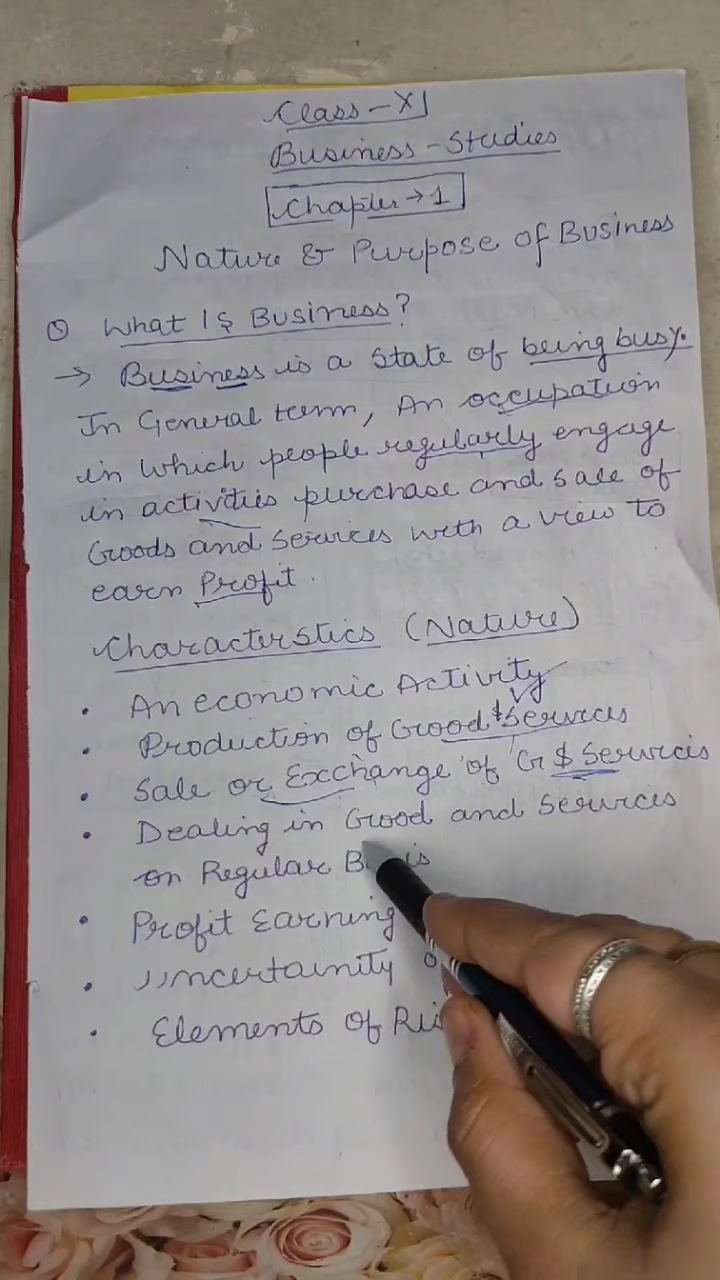 Class-XI
Business-Studies
Chapter→1
Nature & Purpose of Business
What Is Business?
→ Business is a State of being busy.
In General term, An occupation
in which people regularly engage
in activities purchase and sale of
Goods and Services with a view to
earn Profit.
Characterstics (Nature)
• An economic Activity
• Production of Good & Services
• Sale or Exchange of G & Services
• Dealing in Good and Services
on Regular
• Profit Earning
• Uncertainity
• Elements of